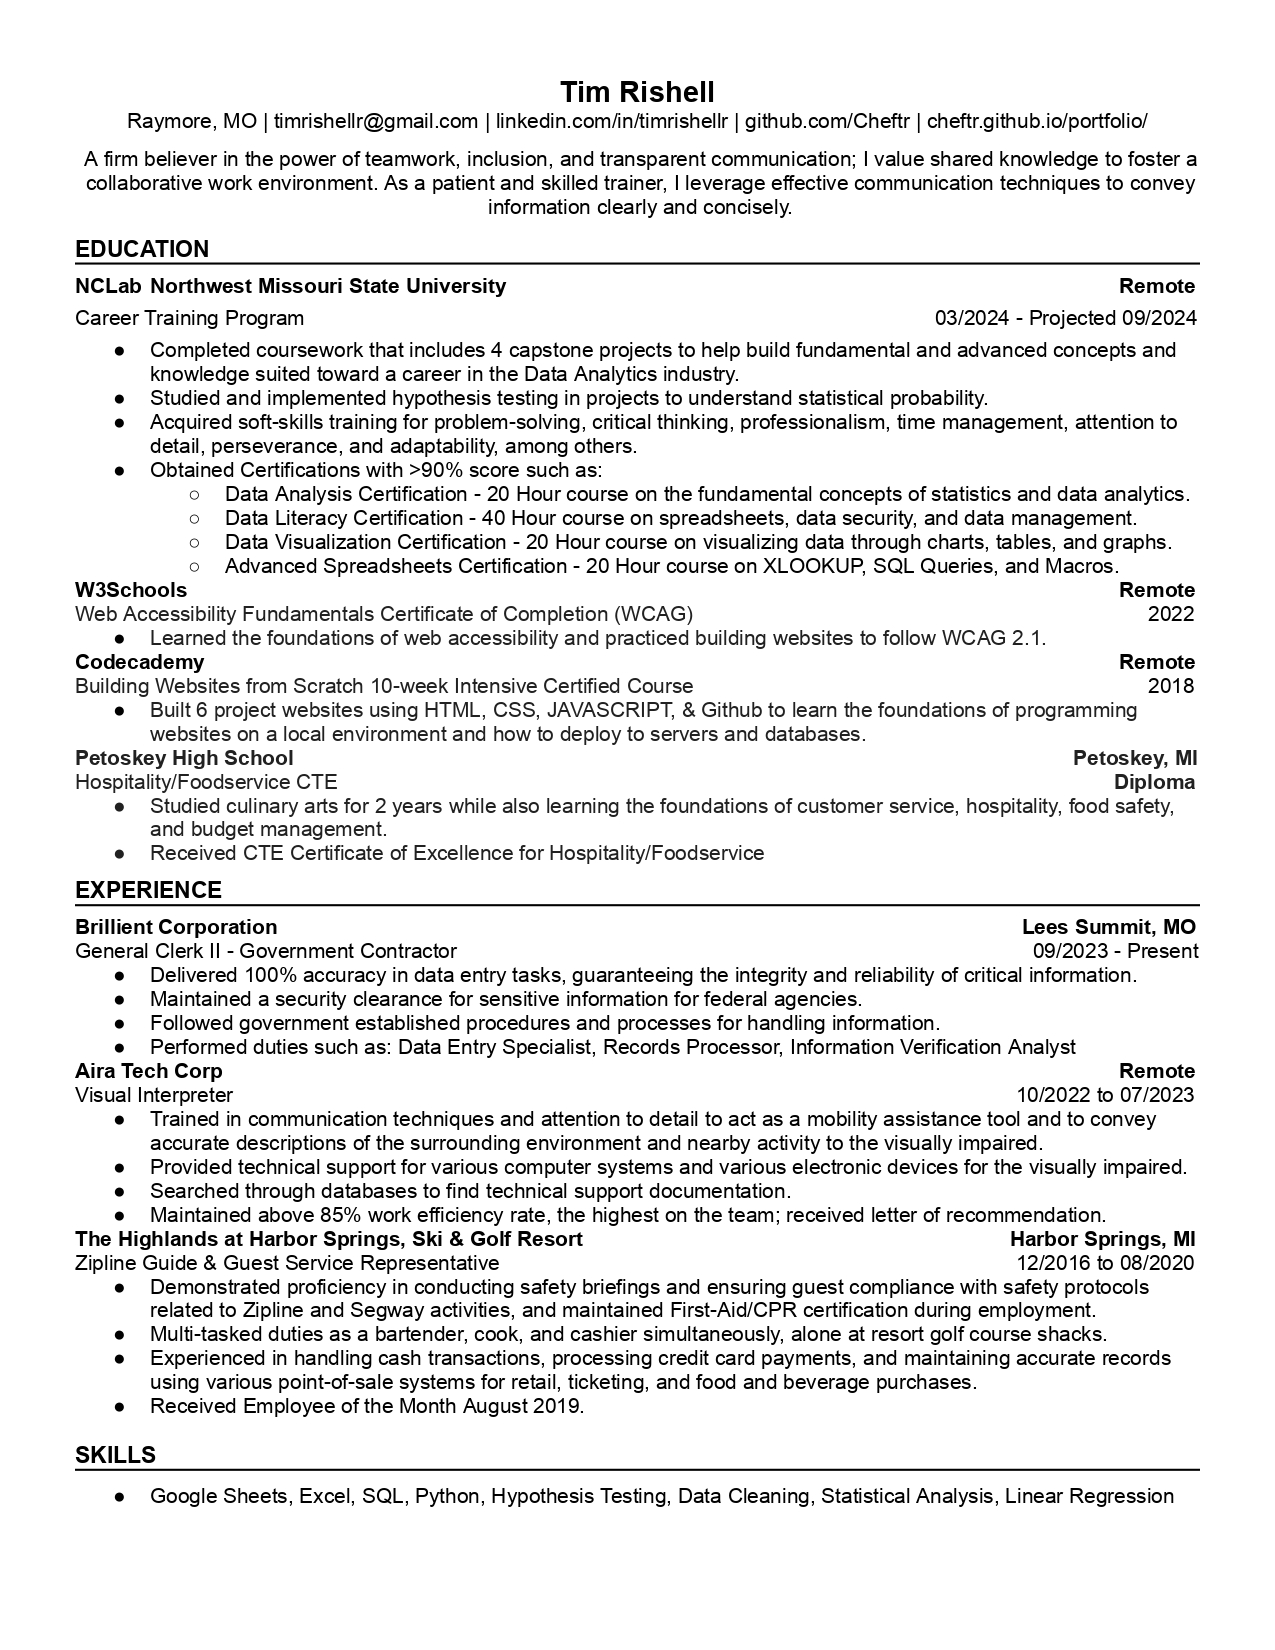 Tim Rishell
Raymore, MO | timrishellr@gmail.com | linkedin.com/in/timrishellr | github.com/Cheftr | cheftr.github.io/portfolio/
A firm believer in the power of teamwork, inclusion, and transparent communication; I value shared knowledge to foster a
collaborative work environment. As a patient and skilled trainer, I leverage effective communication techniques to convey
information clearly and concisely.
EDUCATION
NCLab Northwest Missouri State University Remote
Career Training Program 03/2024 - Projected 09/2024
● Completed coursework that includes 4 capstone projects to help build fundamental and advanced concepts and
knowledge suited toward a career in the Data Analytics industry.
● Studied and implemented hypothesis testing in projects to understand statistical probability.
● Acquired soft-skills training for problem-solving, critical thinking, professionalism, time management, attention to
detail, perseverance, and adaptability, among others.
● Obtained Certifications with >90% score such as:
○ Data Analysis Certification - 20 Hour course on the fundamental concepts of statistics and data analytics.
○ Data Literacy Certification - 40 Hour course on spreadsheets, data security, and data management.
○ Data Visualization Certification - 20 Hour course on visualizing data through charts, tables, and graphs.
○ Advanced Spreadsheets Certification - 20 Hour course on XLOOKUP, SQL Queries, and Macros.
W3Schools Remote
Web Accessibility Fundamentals Certificate of Completion (WCAG) 2022
● Learned the foundations of web accessibility and practiced building websites to follow WCAG 2.1.
Codecademy Remote
Building Websites from Scratch 10-week Intensive Certified Course 2018
● Built 6 project websites using HTML, CSS, JAVASCRIPT, & Github to learn the foundations of programming
websites on a local environment and how to deploy to servers and databases.
Petoskey High School Petoskey, MI
Hospitality/Foodservice CTE Diploma
● Studied culinary arts for 2 years while also learning the foundations of customer service, hospitality, food safety,
and budget management.
● Received CTE Certificate of Excellence for Hospitality/Foodservice
EXPERIENCE
Brillient Corporation Lees Summit, MO
General Clerk II - Government Contractor 09/2023 - Present
● Delivered 100% accuracy in data entry tasks, guaranteeing the integrity and reliability of critical information.
● Maintained a security clearance for sensitive information for federal agencies.
● Followed government established procedures and processes for handling information.
● Performed duties such as: Data Entry Specialist, Records Processor, Information Verification Analyst
Aira Tech Corp Remote
Visual Interpreter 10/2022 to 07/2023
● Trained in communication techniques and attention to detail to act as a mobility assistance tool and to convey
accurate descriptions of the surrounding environment and nearby activity to the visually impaired.
● Provided technical support for various computer systems and various electronic devices for the visually impaired.
● Searched through databases to find technical support documentation.
● Maintained above 85% work efficiency rate, the highest on the team; received letter of recommendation.
The Highlands at Harbor Springs, Ski & Golf Resort Harbor Springs, MI
Zipline Guide & Guest Service Representative 12/2016 to 08/2020
● Demonstrated proficiency in conducting safety briefings and ensuring guest compliance with safety protocols
related to Zipline and Segway activities, and maintained First-Aid/CPR certification during employment.
● Multi-tasked duties as a bartender, cook, and cashier simultaneously, alone at resort golf course shacks.
● Experienced in handling cash transactions, processing credit card payments, and maintaining accurate records
using various point-of-sale systems for retail, ticketing, and food and beverage purchases.
● Received Employee of the Month August 2019.
SKILLS
● Google Sheets, Excel, SQL, Python, Hypothesis Testing, Data Cleaning, Statistical Analysis, Linear Regression